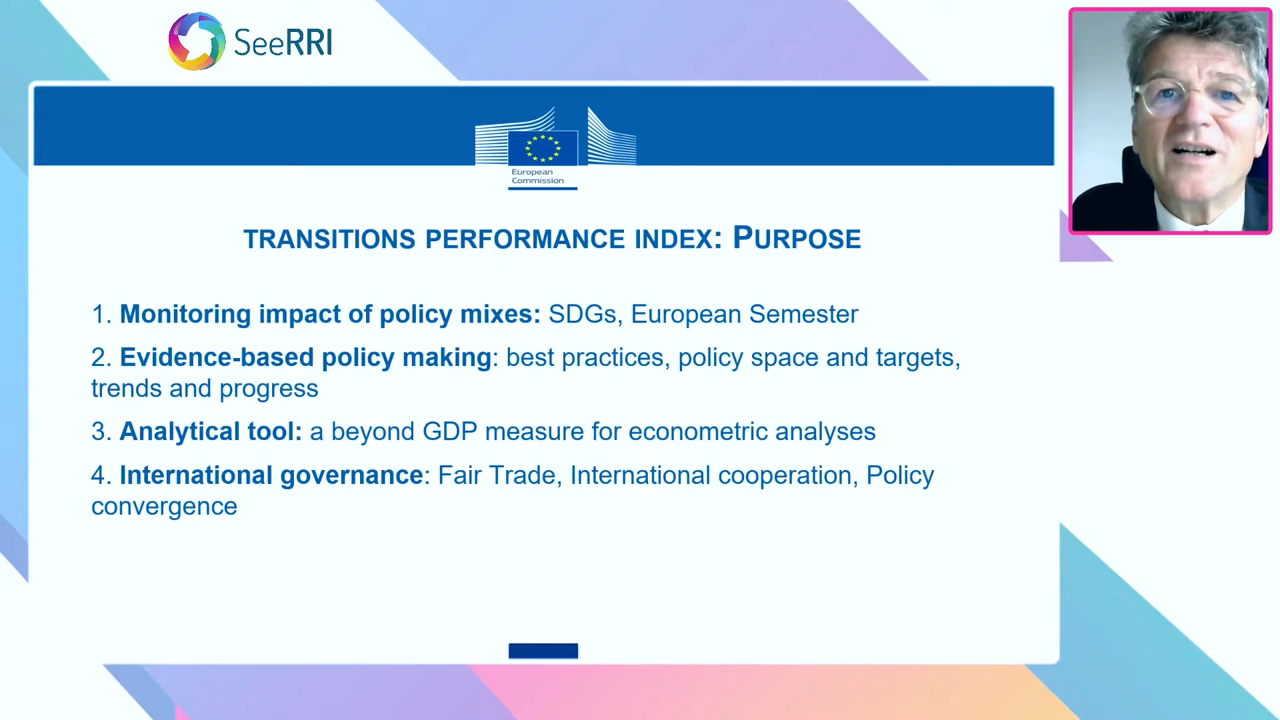 SeeRRI
European
Commission
TRANSITIONS PERFORMANCE INDEX: PURPOSE
1. Monitoring impact of policy mixes: SDGs, European Semester
2. Evidence-based policy making: best practices, policy space and targets,
trends and progress
3. Analytical tool: a beyond GDP measure for econometric analyses
4. International governance: Fair Trade, International cooperation, Policy
convergence